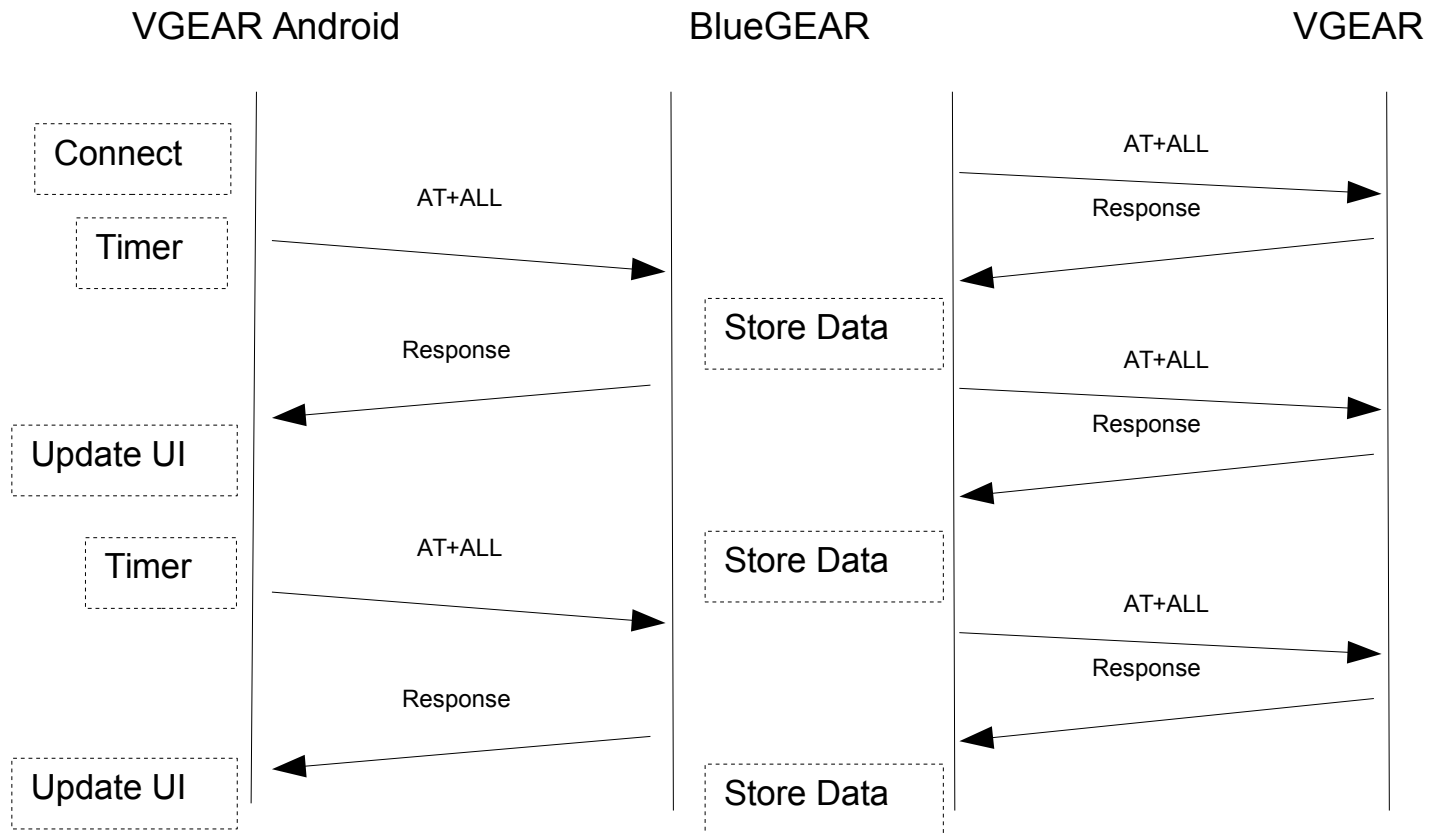 VGEAR Android
BlueGEAR
VGEAR
Connect
AT+ALL
AT+ALL
Response
Timer
Store Data
Response
AT+ALL
Response
Update UI
AT+ALL
Timer
Store Data
AT+ALL
Response
Response
Update UI
Store Data